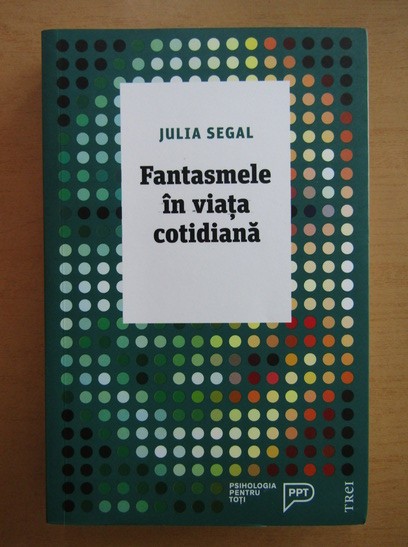 JULIA SEGAL
Fantasmele
în viața
cotidiană
PSIHOLOGIA
PENTRU
TOȚI
PPT
TREI